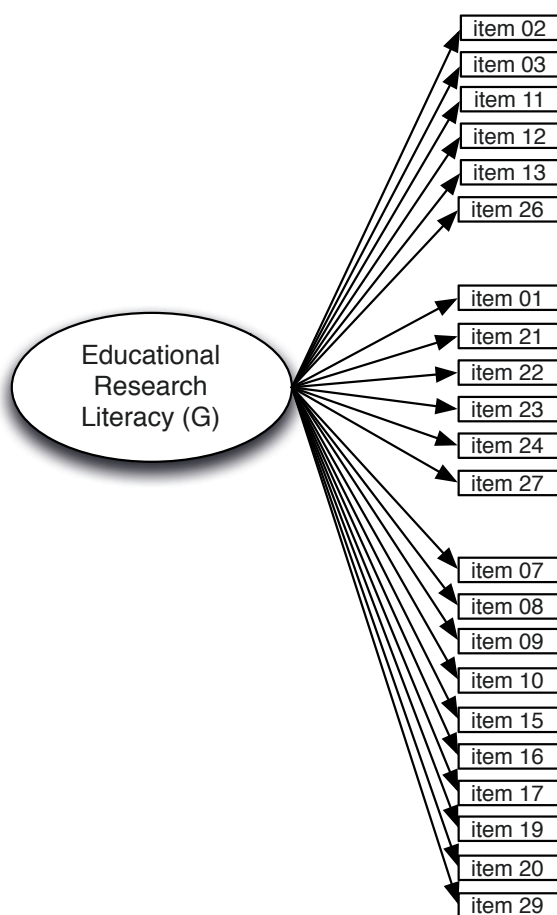 item 02
item 03
item 11
item 12
item 13
item 26
item 01
item 21
Educational
Research
Literacy (G)
item 22
item 23
item 24
item 27
item 07
item 08
item 09
item 10
item 15
item 16
item 17
item 19
item 20
item 29